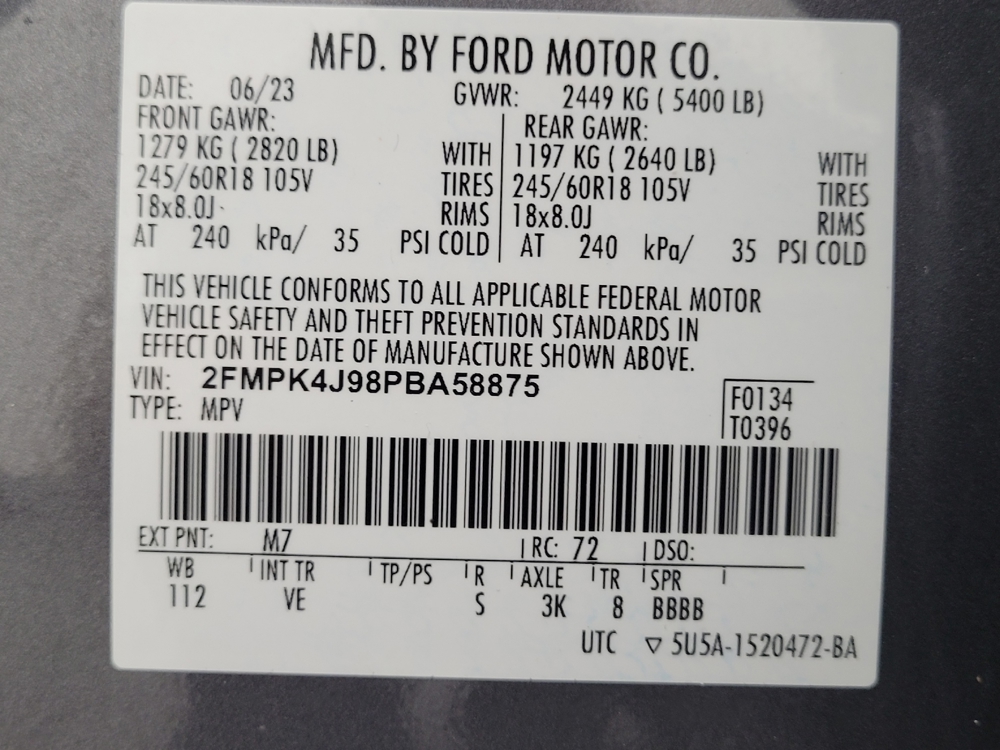 MFD. BY FORD MOTOR CO.
DATE: 06/23 GVWR: 2449 KG ( 5400 LB)
FRONT GAWR: REAR GAWR:
1279 KG ( 2820 LB) WITH 1197 KG ( 2640 LB) WITH
245/60R18 105V TIRES 245/60R18 105V TIRES
18x8.0J RIMS 18x8.0J RIMS
AT 240 kPa/ 35 PSI COLD AT 240 kPa/ 35 PSI COLD
THIS VEHICLE CONFORMS TO ALL APPLICABLE FEDERAL MOTOR
VEHICLE SAFETY AND THEFT PREVENTION STANDARDS IN
EFFECT ON THE DATE OF MANUFACTURE SHOWN ABOVE.
VIN: 2FMPK4J98PBA58875
TYPE: MPV
F0134
T0396
EXT PNT: M7 RC: 72 DSO:
WB INT TR TP/PS R AXLE TR SPR
112 VE S 3K 8 BBBB
UTC ▽ 5U5A-1520472-BA